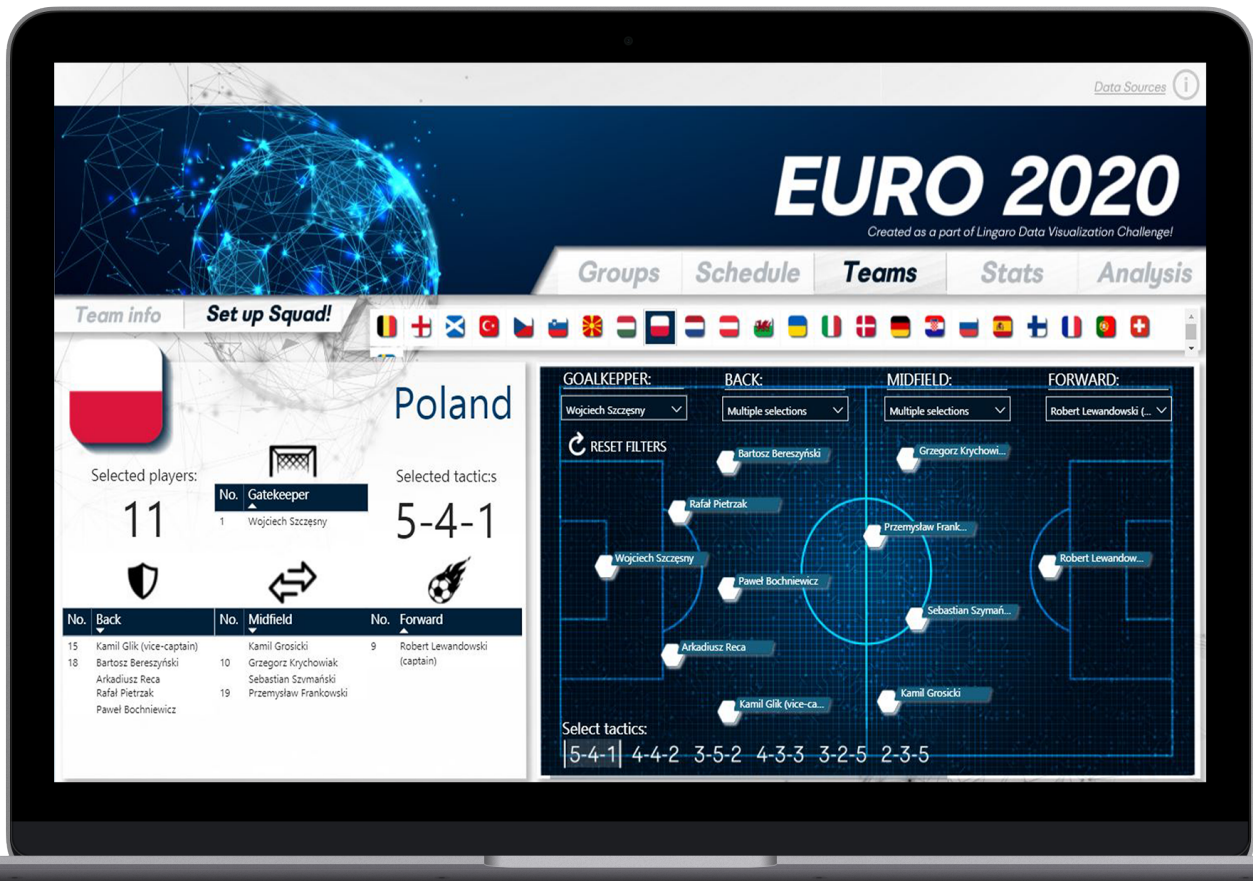 Data Sources i
EURO 2020
Created as a part of Lingaro Data Visualization Challenge!
Groups Schedule Teams Stats Analysis
Team info Set up Squad!
Poland
Selected players:
11
No. Gatekeeper
1 Wojciech Szczęsny
Selected tactics
5-4-1
No. Back
15 Kamil Glik (vice-captain)
18 Bartosz Bereszyński
Arkadiusz Reca
Rafał Pietrzak
Paweł Bochniewicz
No. Midfield
Kamil Grosicki
10 Grzegorz Krychowiak
Sebastian Szymański
19 Przemysław Frankowski
No. Forward
9 Robert Lewandowski
(captain)
GOALKEPPER: BACK: MIDFIELD: FORWARD:
Wojciech Szczęsny Multiple selections Multiple selections Robert Lewandowski (...
RESET FILTERS
Bartosz Bereszyński
Grzegorz Krychowi...
Rafał Pietrzak
Przemysław Frank...
Wojciech Szczęsny
Robert Lewandow...
Paweł Bochniewicz
Sebastian Szymań...
Arkadiusz Reca
Kamil Grosicki
Kamil Glik (vice-ca...
Select tactics:
5-4-1 4-4-2 3-5-2 4-3-3 3-2-5 2-3-5